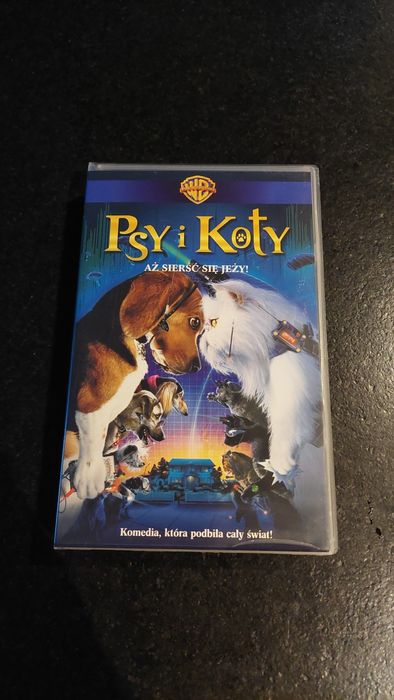 WB
PSY i KOTY
AŻ SIERŚĆ SIĘ JEŻY!
Komedia, która podbiła cały świat!